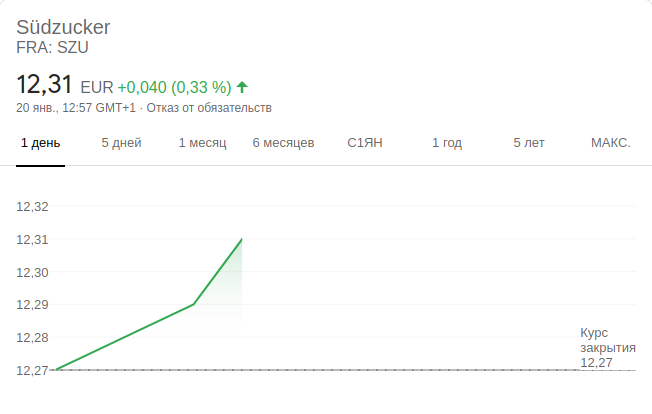 Südzucker
FRA: SZU
12,31 EUR +0,040 (0,33 %)
20 янв., 12:57 GMT+1 · Отказ от обязательств
1 день 5 дней 1 месяц 6 месяцев С1ЯН 1 год 5 лет МАКС.
12,32
12,31
12,30
12,29
12,28
12,27
Курс
закрытия
12,27